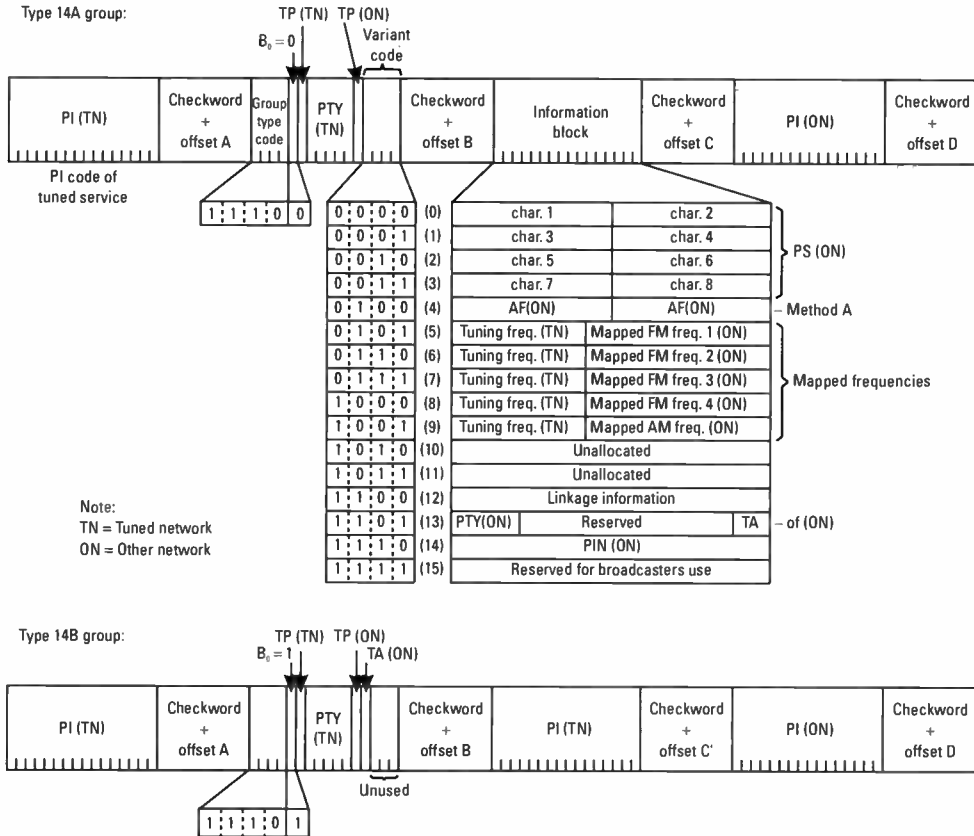 Type 14A group:
TP (TN) TP (ON)
B₀ = 0
Variant code
PI (TN)
Checkword + offset A
Group type code
PTY (TN)
Checkword + offset B
Information block
Checkword + offset C
PI (ON)
Checkword + offset D
PI code of tuned service
1 1 1 0 0
0 0 0 0 (0) char. 1 char. 2
0 0 0 1 (1) char. 3 char. 4
0 0 1 0 (2) char. 5 char. 6
0 0 1 1 (3) char. 7 char. 8
PS (ON)
0 1 0 0 (4) AF(ON) AF(ON) – Method A
0 1 0 1 (5) Tuning freq. (TN) Mapped FM freq. 1 (ON)
0 1 1 0 (6) Tuning freq. (TN) Mapped FM freq. 2 (ON)
0 1 1 1 (7) Tuning freq. (TN) Mapped FM freq. 3 (ON)
1 0 0 0 (8) Tuning freq. (TN) Mapped FM freq. 4 (ON)
1 0 0 1 (9) Tuning freq. (TN) Mapped AM freq. (ON)
Mapped frequencies
1 0 1 0 (10) Unallocated
1 0 1 1 (11) Unallocated
1 1 0 0 (12) Linkage information
1 1 0 1 (13) PTY(ON) Reserved TA – of (ON)
1 1 1 0 (14) PIN (ON)
1 1 1 1 (15) Reserved for broadcasters use
Note:
TN = Tuned network
ON = Other network
Type 14B group:
TP (TN) TP (ON)
B₀ = 1 TA (ON)
PI (TN)
Checkword + offset A
PTY (TN)
Checkword + offset B
PI (TN)
Checkword + offset C'
PI (ON)
Checkword + offset D
Unused
1 1 1 0 1